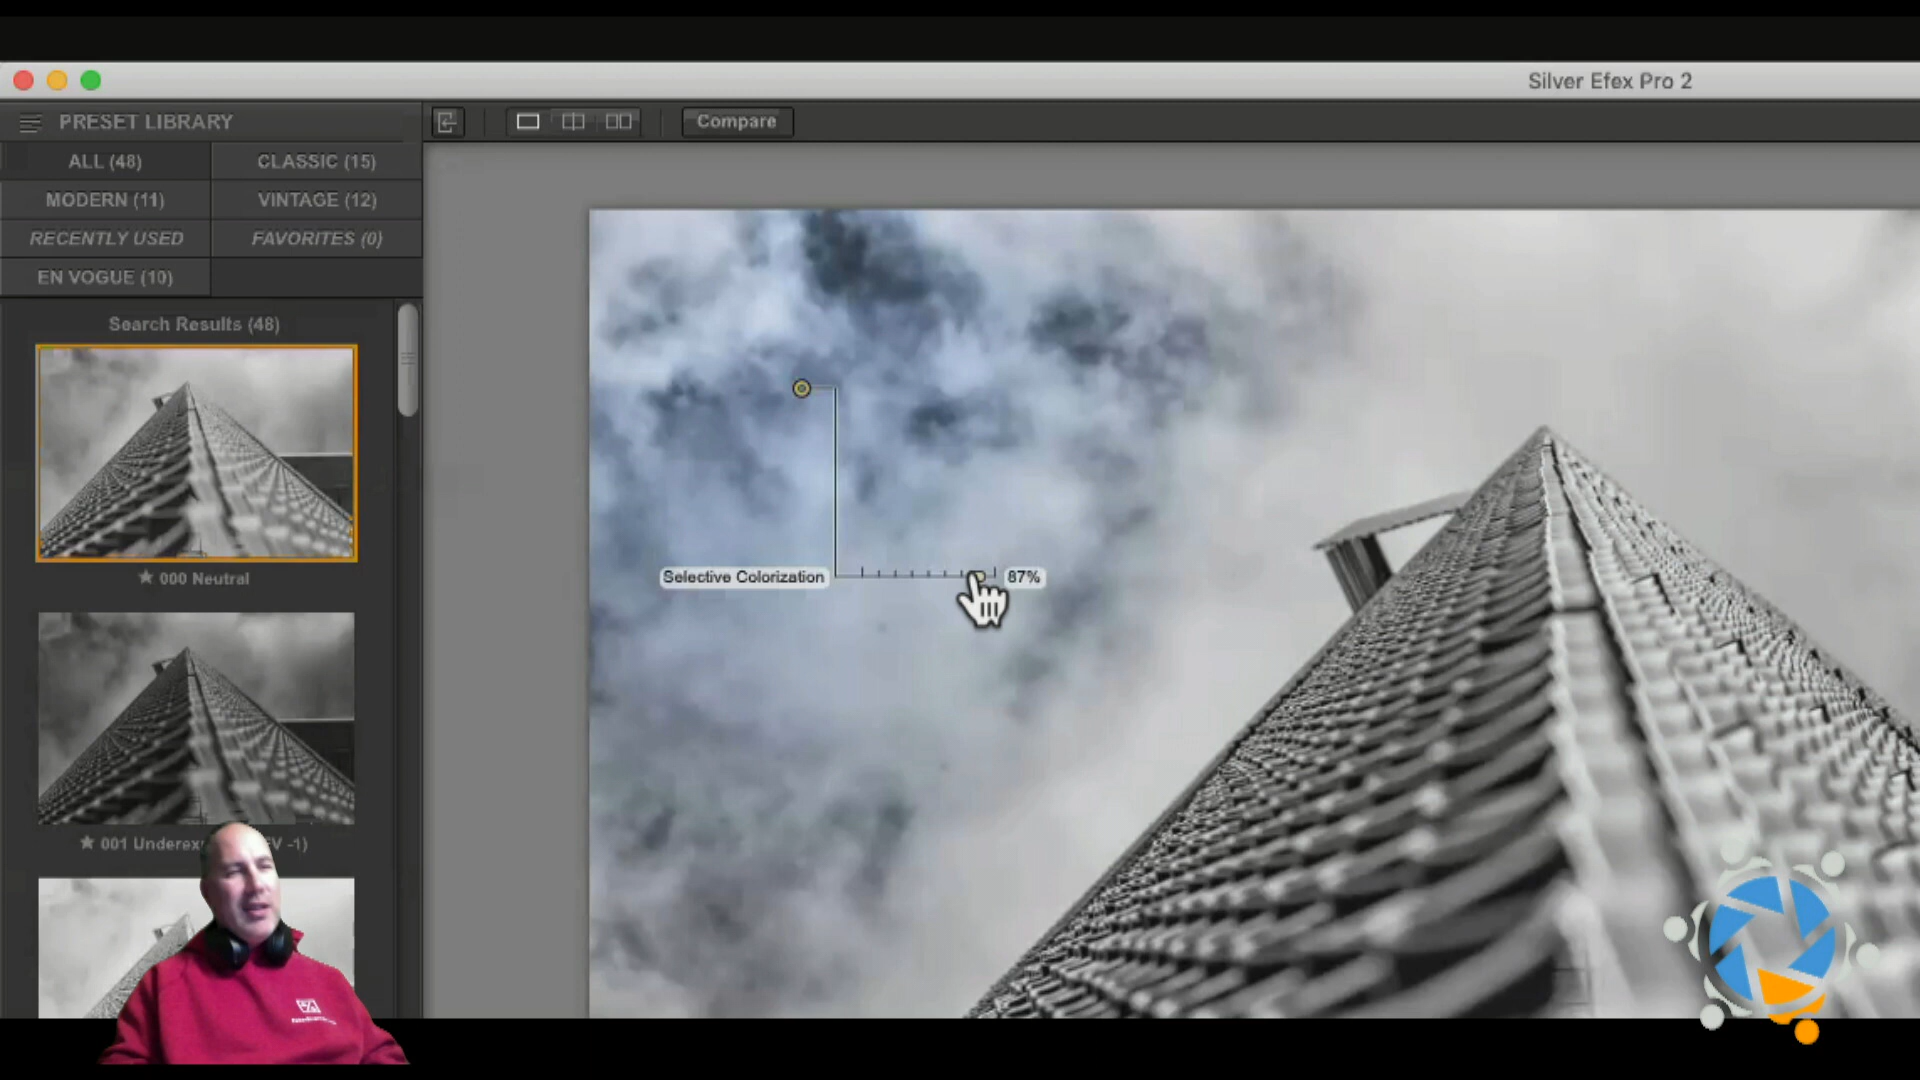 Silver Efex Pro 2
PRESET LIBRARY
Compare
ALL (48)
CLASSIC (15)
MODERN (11)
VINTAGE (12)
RECENTLY USED
FAVORITES (0)
EN VOGUE (10)
Search Results (48)
000 Neutral
Selective Colorization
87%
001
-1)